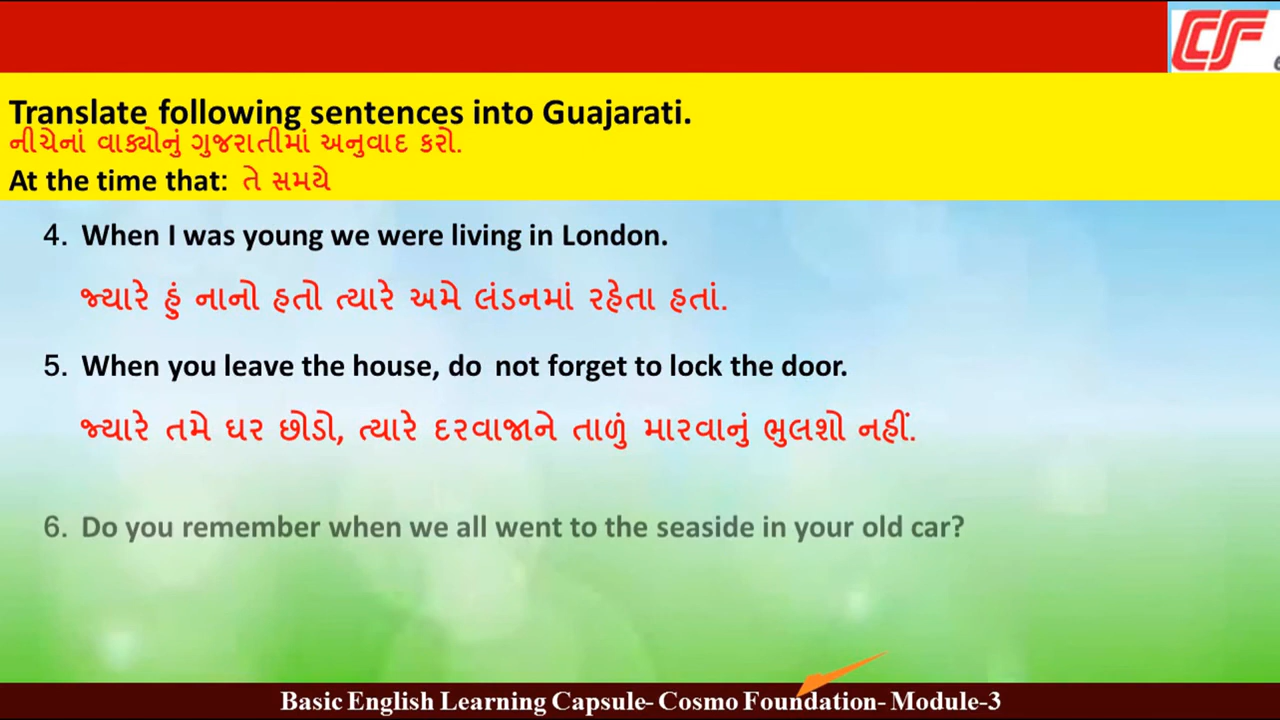 CF
Translate following sentences into Guajarati.
નીચેનાં વાક્યોનું ગુજરાતીમાં અનુવાદ કરો.
At the time that: તે સમયે
4. When I was young we were living in London.
જ્યારે હું નાનો હતો ત્યારે અમે લંડનમાં રહેતા હતાં.
5. When you leave the house, do not forget to lock the door.
જ્યારે તમે ઘર છોડો, ત્યારે દરવાજાને તાળું મારવાનું ભુલશો નહીં.
6. Do you remember when we all went to the seaside in your old car?
Basic English Learning Capsule- Cosmo Foundation- Module-3